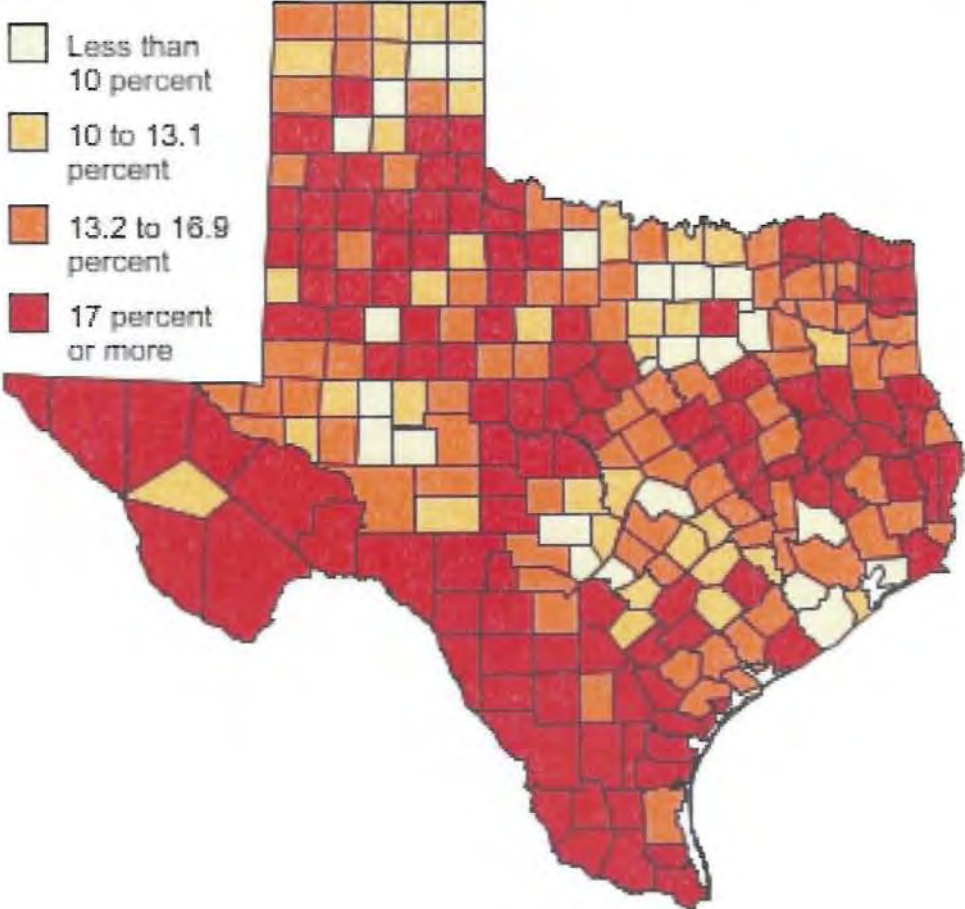 Less than
10 percent
10 to 13.1
percent
13.2 to 16.9
percent
17 percent
or more